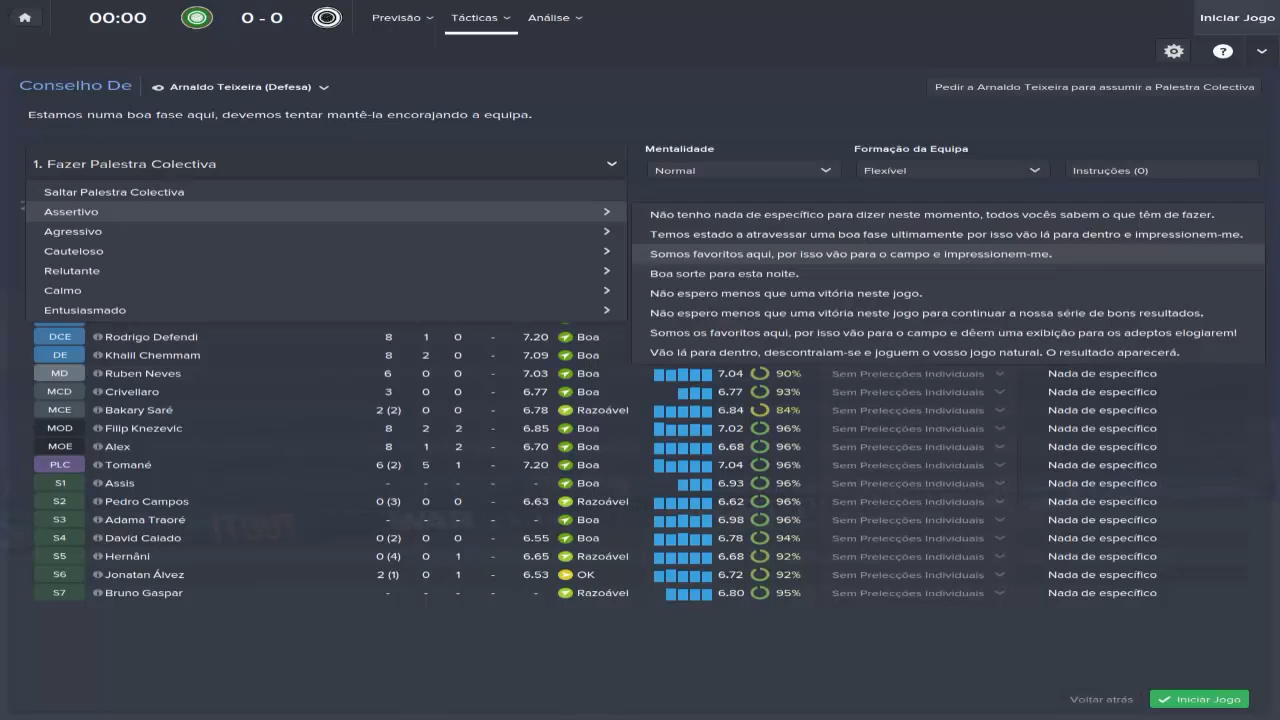 00:00 0 - 0 Previsão Tácticas Análise Iniciar Jogo
?
Conselho De Arnaldo Teixeira (Defesa) Pedir a Arnaldo Teixeira para assumir a Palestra Colectiva
Estamos numa boa fase aqui, devemos tentar mantê-la encorajando a equipa.
Mentalidade Formação da Equipa
1. Fazer Palestra Colectiva Normal Flexível Instruções (0)
Saltar Palestra Colectiva
Assertivo
Agressivo
Cauteloso
Relutante
Calmo
Entusiasmado
Não tenho nada de específico para dizer neste momento, todos vocês sabem o que têm de fazer.
Temos estado a atravessar uma boa fase ultimamente por isso vão lá para dentro e impressionem-me.
Somos favoritos aqui, por isso vão para o campo e impressionem-me.
Boa sorte para esta noite.
Não espero menos que uma vitória neste jogo.
Não espero menos que uma vitória neste jogo para continuar a nossa série de bons resultados.
Somos os favoritos aqui, por isso vão para o campo e dêem uma exibição para os adeptos elogiarem!
Vão lá para dentro, descontraiam-se e joguem o vosso jogo natural. O resultado aparecerá.
DCE Rodrigo Defendi 8 1 0 - 7.20 Boa
DE Khalil Chemmam 8 2 0 - 7.09 Boa
MD Ruben Neves 6 0 0 - 7.03 Boa 7.04 90% Sem Prelecções Individuais Nada de específico
MCD Crivellaro 3 0 0 - 6.77 Boa 6.77 93% Sem Prelecções Individuais Nada de específico
MCE Bakary Saré 2 (2) 0 0 - 6.78 Razoável 6.84 84% Sem Prelecções Individuais Nada de específico
MOD Filip Knezevic 8 2 2 - 6.85 Boa 7.02 96% Sem Prelecções Individuais Nada de específico
MOE Alex 8 1 2 - 6.70 Boa 6.68 96% Sem Prelecções Individuais Nada de específico
PLC Tomané 6 (2) 5 1 - 7.20 Boa 7.04 96% Sem Prelecções Individuais Nada de específico
S1 Assis - - - - - Boa 6.93 96% Sem Prelecções Individuais Nada de específico
S2 Pedro Campos 0 (3) 0 0 - 6.63 Razoável 6.62 96% Sem Prelecções Individuais Nada de específico
S3 Adama Traoré - - - - - Boa 6.98 96% Sem Prelecções Individuais Nada de específico
S4 David Caiado 0 (2) 0 0 - 6.55 Boa 6.78 94% Sem Prelecções Individuais Nada de específico
S5 Hernâni 0 (4) 0 1 - 6.65 Razoável 6.68 92% Sem Prelecções Individuais Nada de específico
S6 Jonatan Álvez 2 (1) 0 1 - 6.53 OK 6.72 92% Sem Prelecções Individuais Nada de específico
S7 Bruno Gaspar - - - - - Razoável 6.80 95% Sem Prelecções Individuais Nada de específico
Voltar atrás Iniciar Jogo